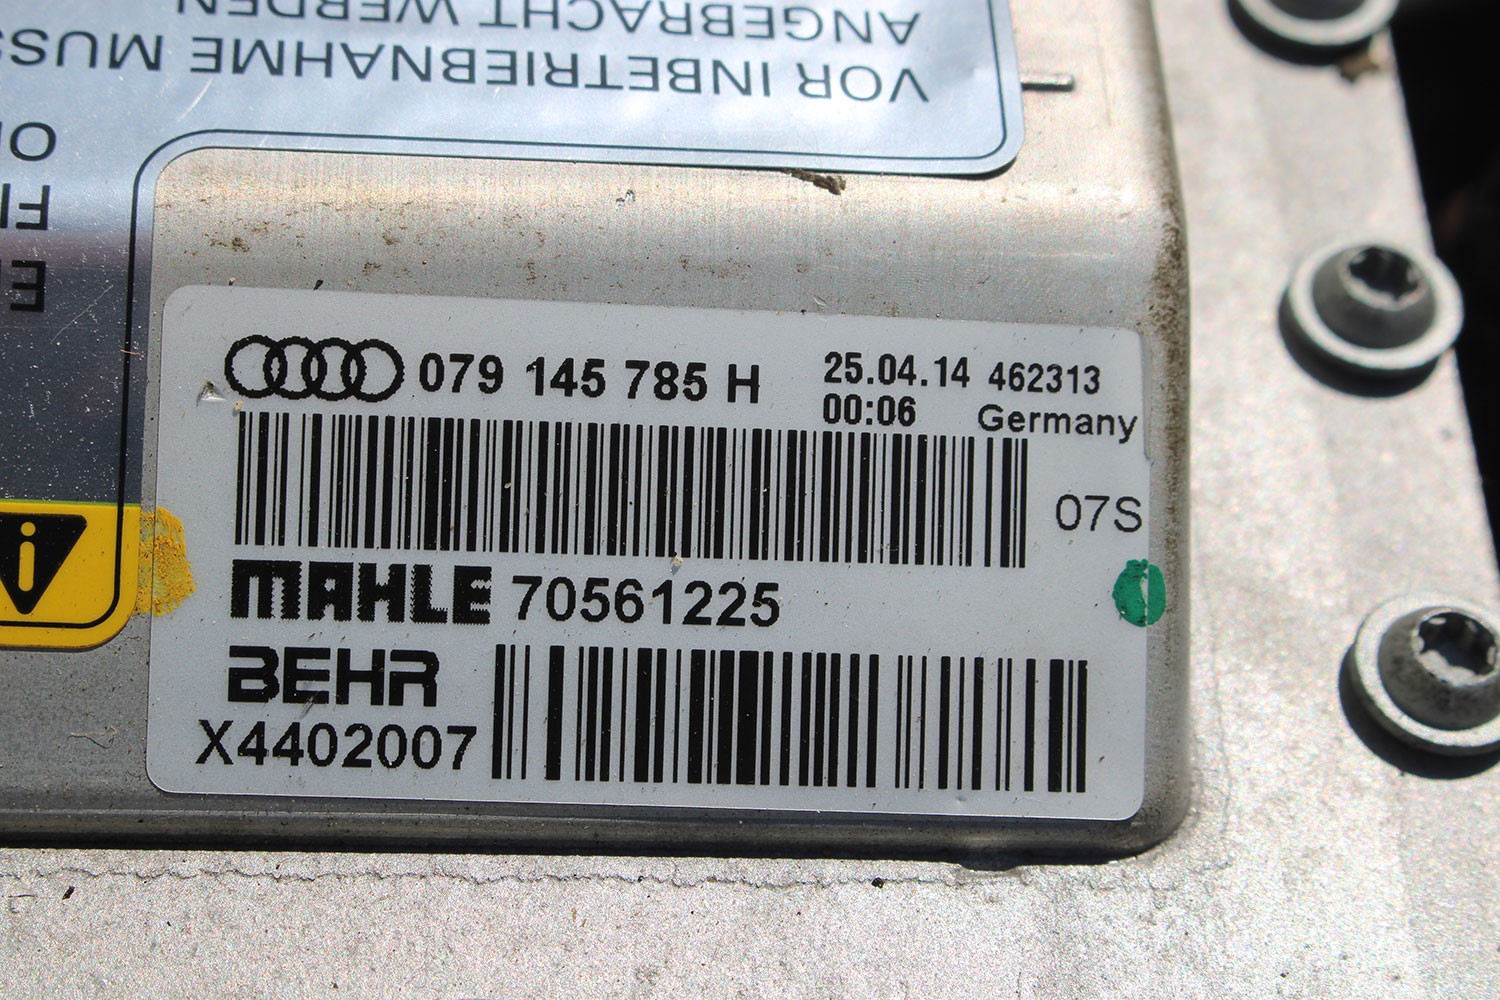 ANGEBRACHT WERDEN
VOR INBETRIEBNAHME MUSS
079 145 785 H
25.04.14 462313
00:06 Germany
07S
MAHLE 70561225
BEHR
X4402007